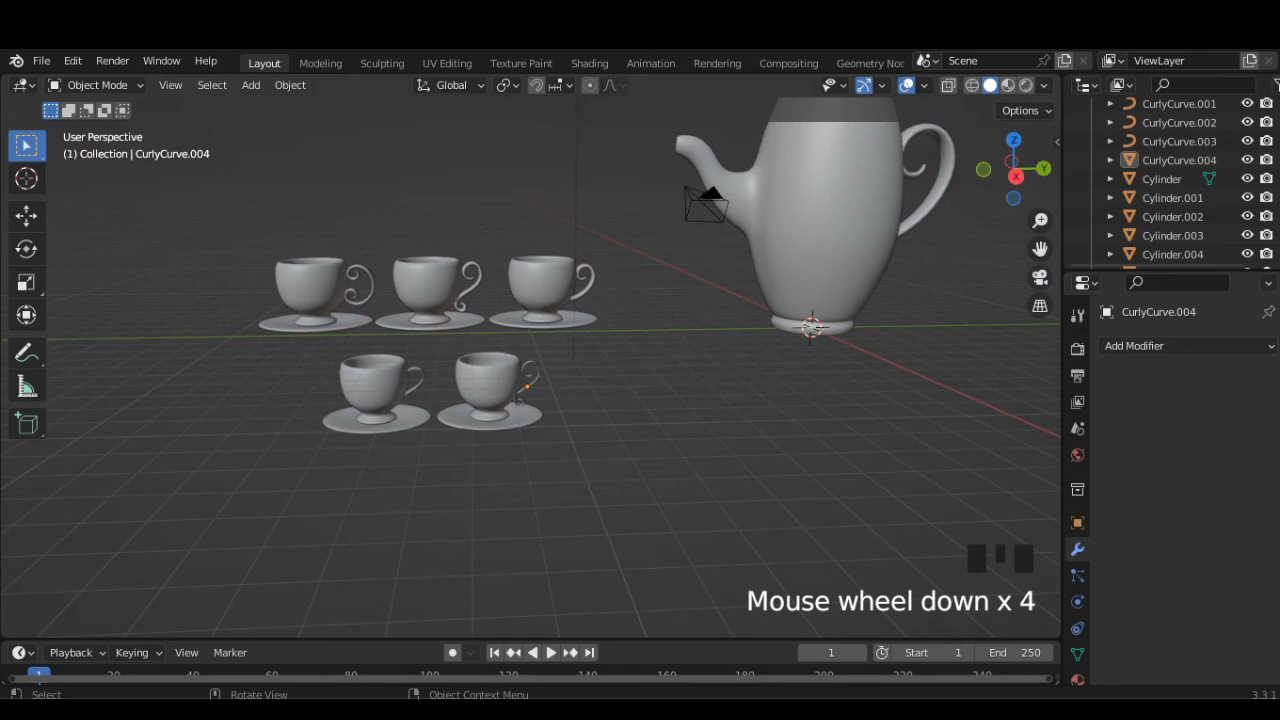 File Edit Render Window Help Layout Modeling Sculpting UV Editing Texture Paint Shading Animation Rendering Compositing Geometry Noc Scene ViewLayer
Object Mode View Select Add Object Global
Options
User Perspective
(1) Collection | CurlyCurve.004
Z
Y
X
CurlyCurve.001
CurlyCurve.002
CurlyCurve.003
CurlyCurve.004
Cylinder
Cylinder.001
Cylinder.002
Cylinder.003
Cylinder.004
CurlyCurve.004
Add Modifier
Mouse wheel down x 4
Playback Keying View Marker 1 Start 1 End 250
1
Select Rotate View Object Context Menu 3.3.1